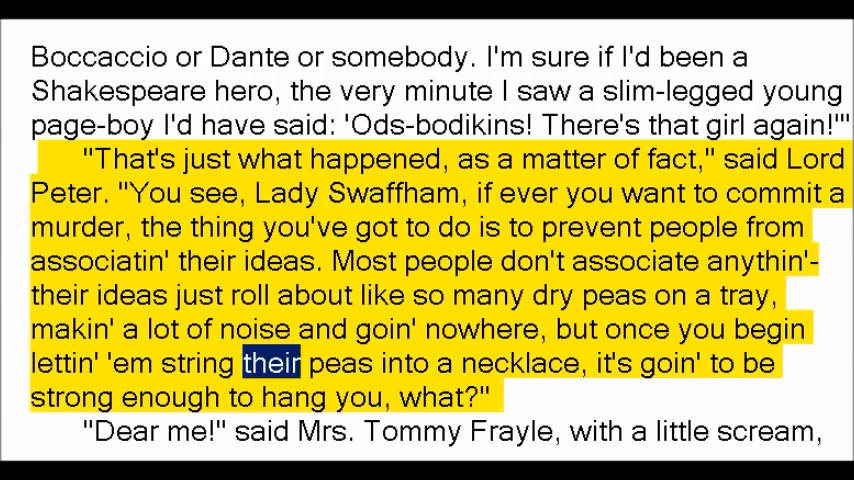 Boccaccio or Dante or somebody. I'm sure if I'd been a
Shakespeare hero, the very minute I saw a slim-legged young
page-boy I'd have said: 'Ods-bodikins! There's that girl again!'"
"That's just what happened, as a matter of fact," said Lord
Peter. "You see, Lady Swaffham, if ever you want to commit a
murder, the thing you've got to do is to prevent people from
associatin' their ideas. Most people don't associate anythin'-
their ideas just roll about like so many dry peas on a tray,
makin' a lot of noise and goin' nowhere, but once you begin
lettin' 'em string their peas into a necklace, it's goin' to be
strong enough to hang you, what?"
"Dear me!" said Mrs. Tommy Frayle, with a little scream,